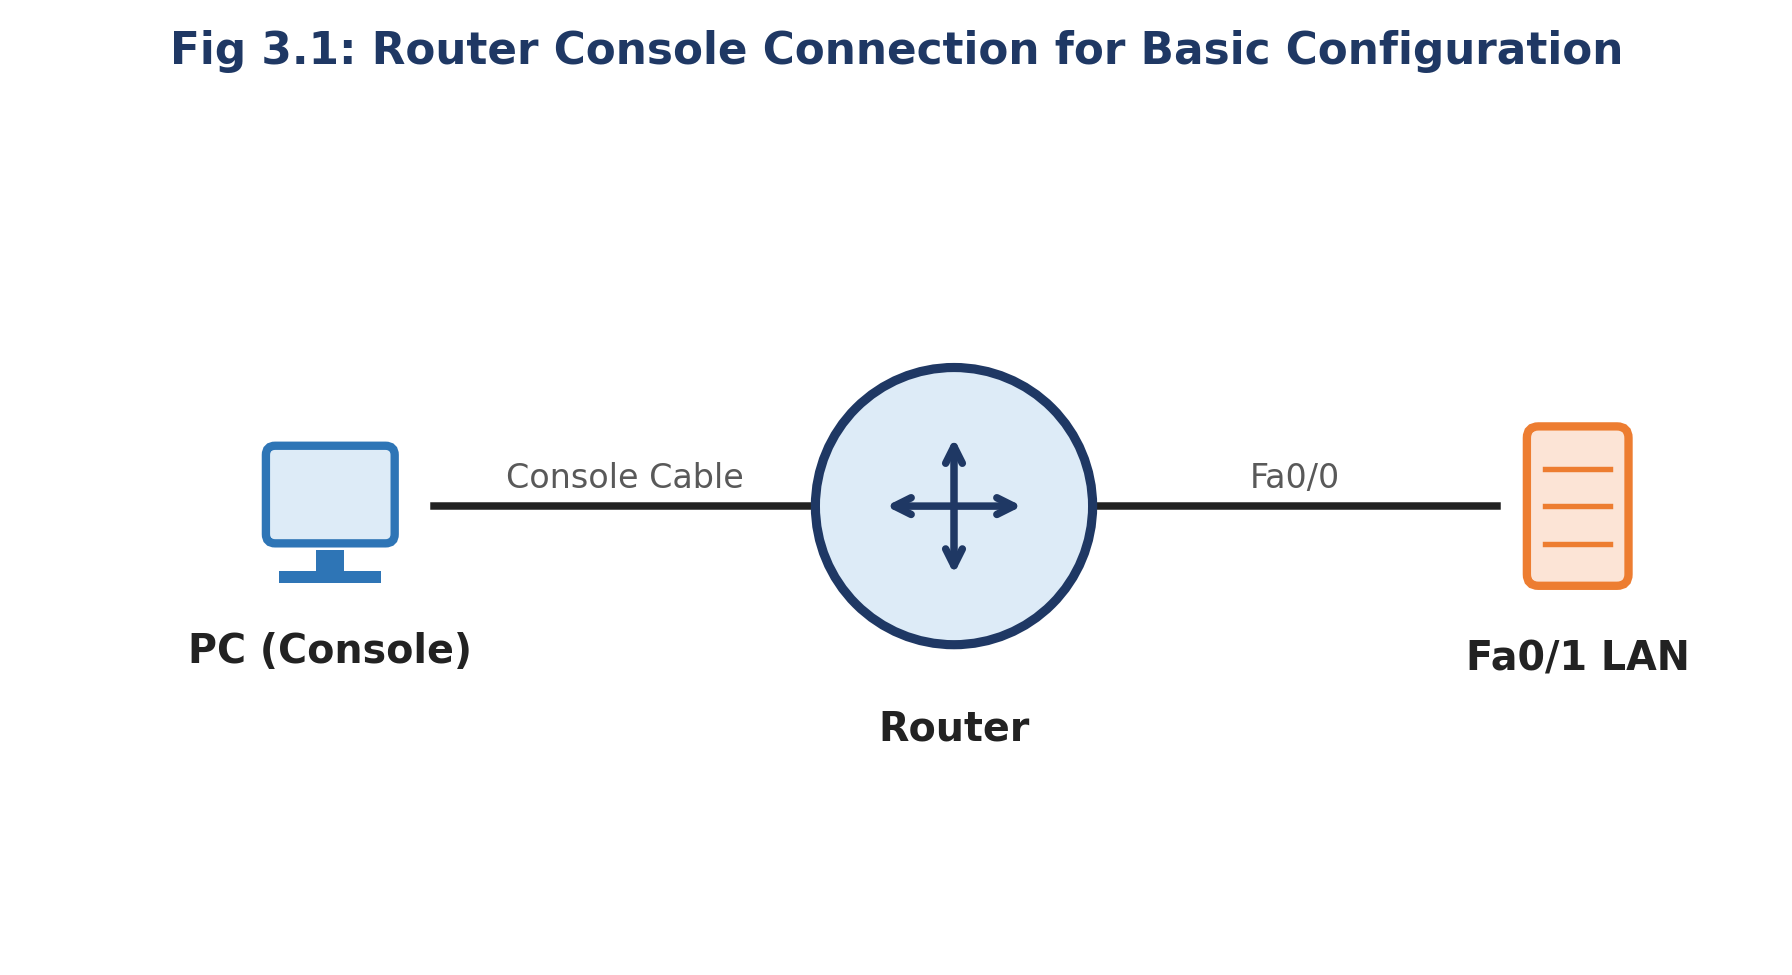 Fig 3.1: Router Console Connection for Basic Configuration
Console Cable
Fa0/0
PC (Console)
Fa0/1 LAN
Router